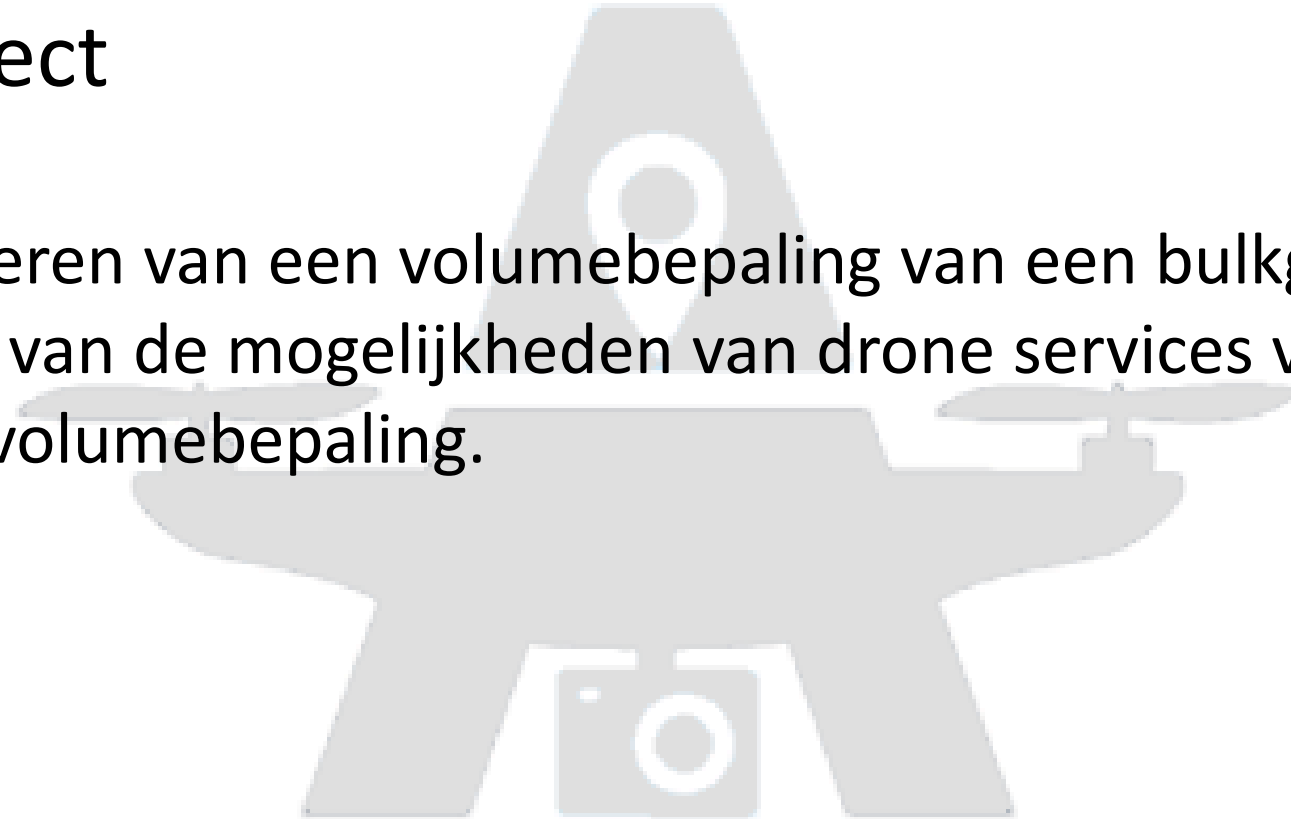 ect
eren van een volumebepaling van een bulkg
van de mogelijkheden van drone services v
volumebepaling.